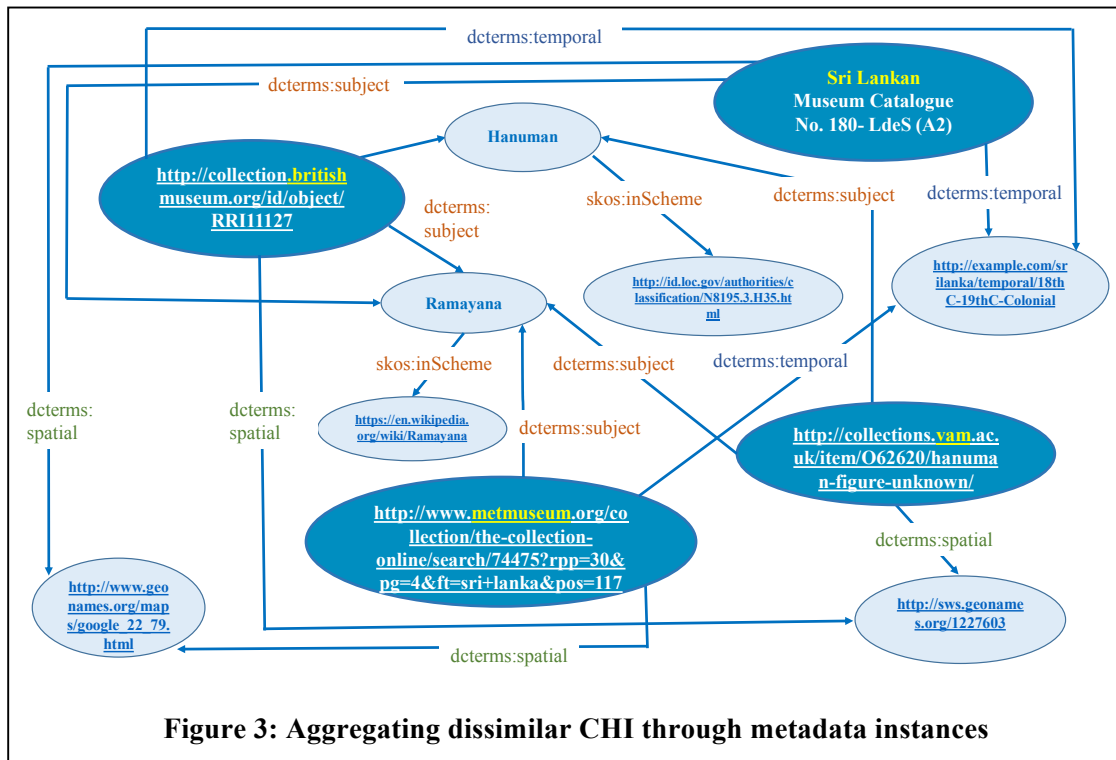 dcterms:temporal
Sri Lankan
Museum Catalogue
No. 180- LdeS (A2)
dcterms:subject
Hanuman
http://collection.british
museum.org/id/object/
RRI11127
dcterms:
subject
skos:inScheme
dcterms:subject
dcterms:temporal
http://id.loc.gov/authorities/c
lassification/N8195.3.H35.ht
ml
http://example.com/sr
ilanka/temporal/18th
C-19thC-Colonial
Ramayana
skos:inScheme
dcterms:subject
dcterms:temporal
dcterms:
spatial
dcterms:
spatial
https://en.wikipedia.
org/wiki/Ramayana
dcterms:subject
http://collections.vam.ac.
uk/item/O62620/hanuma
n-figure-unknown/
http://www.metmuseum.org/co
llection/the-collection-
online/search/74475?rpp=30&
pg=4&ft=sri+lanka&pos=117
dcterms:spatial
http://www.geo
names.org/map
s/google_22_79.
html
http://sws.geoname
s.org/1227603
dcterms:spatial
Figure 3: Aggregating dissimilar CHI through metadata instances